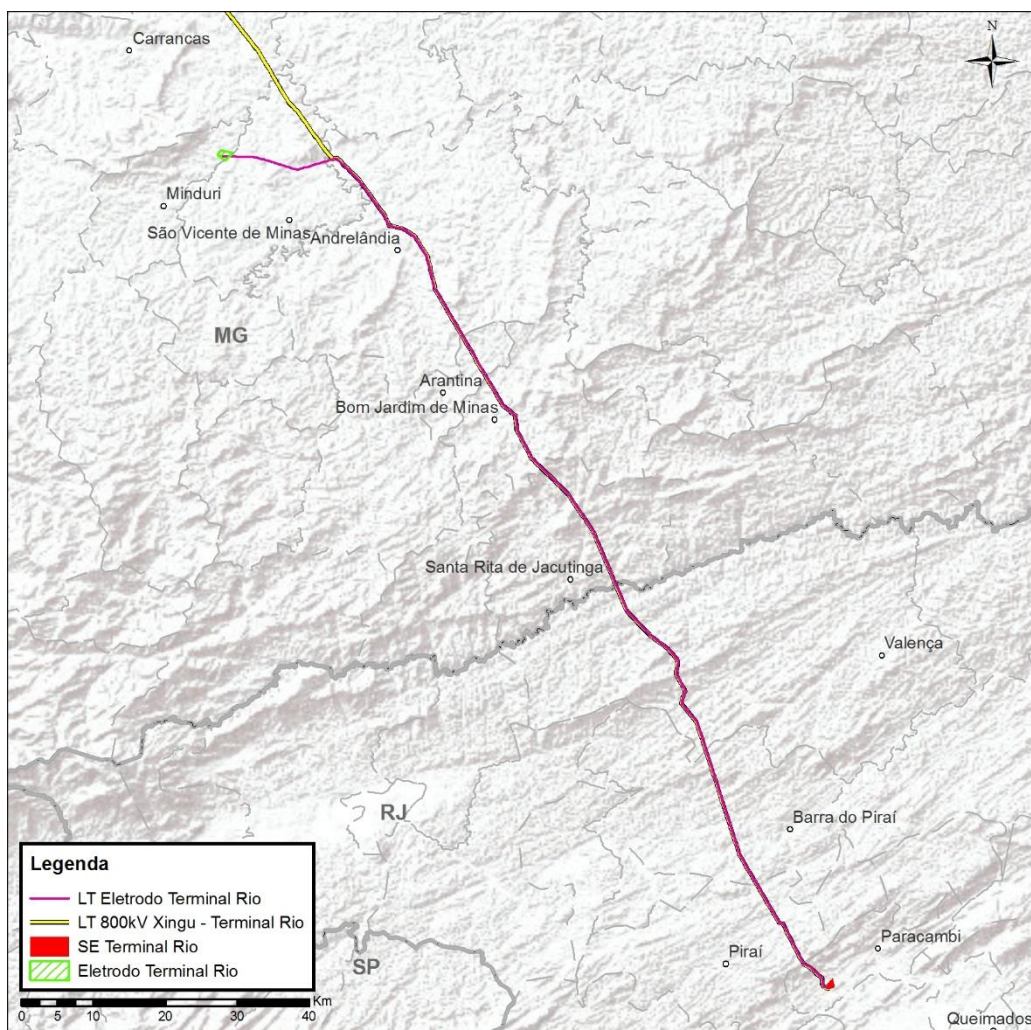 N
Carrancas
Minduri
São Vicente de Minas
Andrelândia
MG
Arantina
Bom Jardim de Minas
Santa Rita de Jacutinga
Valença
RJ
Barra do Piraí
Legenda
LT Eletrodo Terminal Rio
LT 800kV Xingu - Terminal Rio
SE Terminal Rio
Eletrodo Terminal Rio
Paracambi
Piraí
SP
0 5 10 20 30 40 Km
Queimados